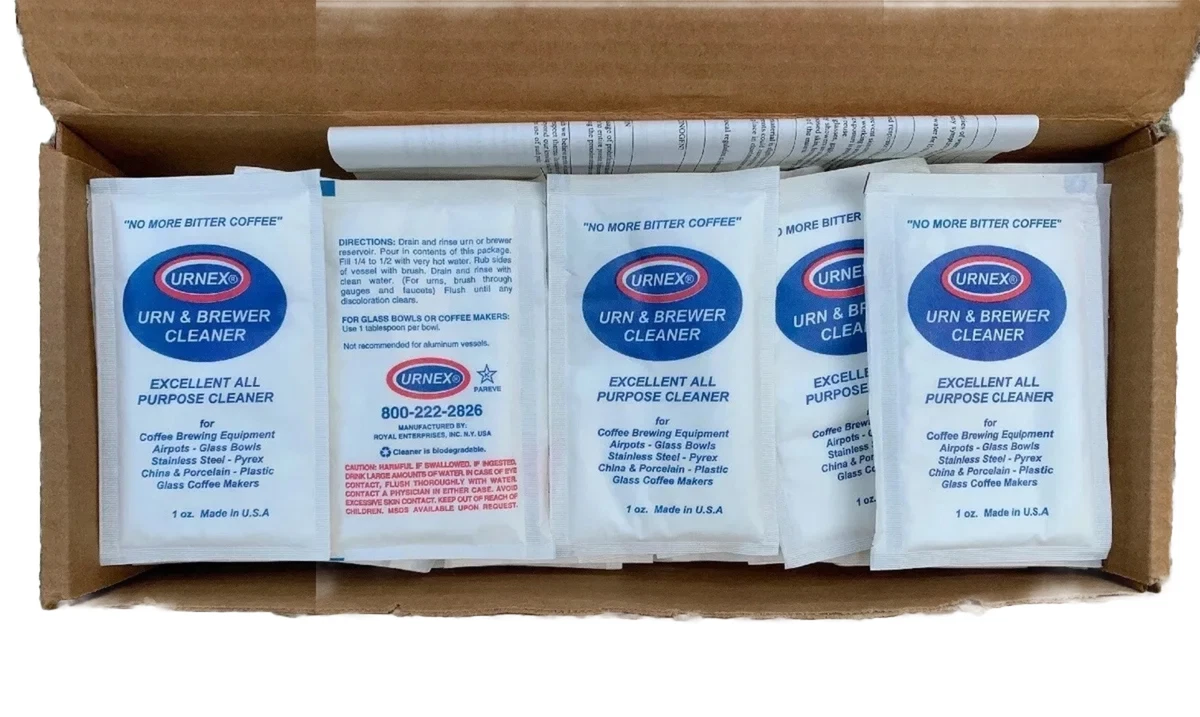 "NO MORE BITTER COFFEE"
URNEX®
URN & BREWER
CLEANER
EXCELLENT ALL
PURPOSE CLEANER
for
Coffee Brewing Equipment
Airpots - Glass Bowls
Stainless Steel - Pyrex
China & Porcelain - Plastic
Glass Coffee Makers
1 oz. Made in U.S.A
DIRECTIONS: Drain and rinse urn or brewer
reservoir. Pour in contents of this package.
Fill 1/4 to 1/2 with very hot water. Rub sides
of vessel with brush. Drain and rinse with
clean water. (For urns, brush through
gauges and faucets) Flush until any
discoloration clears.
FOR GLASS BOWLS OR COFFEE MAKERS:
Use 1 tablespoon per bowl.
Not recommended for aluminum vessels.
URNEX®
K
PAREVE
800-222-2826
MANUFACTURED BY:
ROYAL ENTERPRISES, INC. N.Y. USA
Cleaner is biodegradable.
CAUTION: HARMFUL IF SWALLOWED. IF INGESTED
DRINK LARGE AMOUNTS OF WATER. IN CASE OF EYE
CONTACT, FLUSH THOROUGHLY WITH WATER.
CONTACT A PHYSICIAN IN EITHER CASE. AVOID
EXCESSIVE SKIN CONTACT. KEEP OUT OF REACH OF
CHILDREN. MSDS AVAILABLE UPON REQUEST.
"NO MORE BITTER COFFEE"
URNEX®
URN & BREWER
CLEANER
EXCELLENT ALL
PURPOSE CLEANER
for
Coffee Brewing Equipment
Airpots - Glass Bowls
Stainless Steel - Pyrex
China & Porcelain - Plastic
Glass Coffee Makers
1 oz. Made in U.S.A
MORE BITTER
URNE
URN & BR
CLEA
EXCELLE
PURPOSE
Coffee Brew
Airpots -
Stainless
China & Por
Glass Co
1 oz.
"NO MORE BITTER COFFEE"
URNEX®
URN & BREWER
CLEANER
EXCELLENT ALL
PURPOSE CLEANER
for
Coffee Brewing Equipment
Airpots - Glass Bowls
Stainless Steel - Pyrex
China & Porcelain - Plastic
Glass Coffee Makers
1 oz. Made in U.S.A